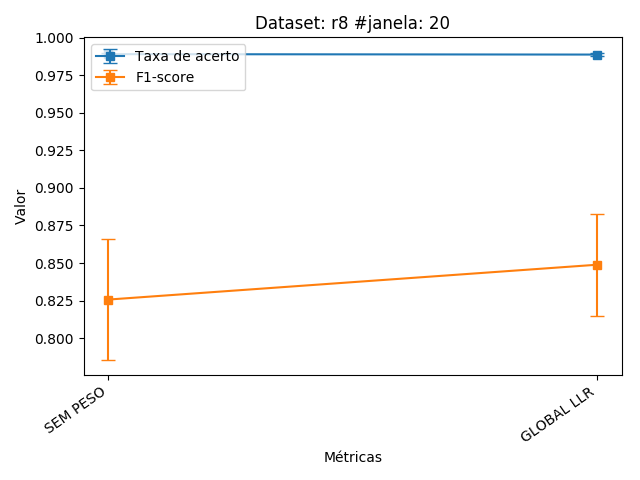 Dataset: r8 #janela: 20
Taxa de acerto
F1-score
1.000
0.975
0.950
0.925
0.900
0.875
0.850
0.825
0.800
Valor
SEM PESO
GLOBAL LLR
Métricas